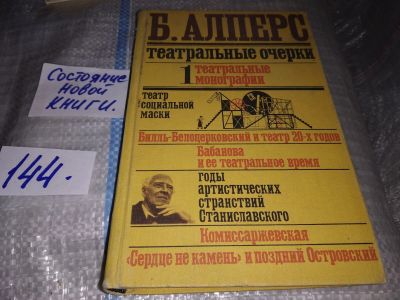 Б. АЛПЕРС
театральные очерки
1 театральные
монографии
театр
социальной
маски
Билль-Белоцерковский и театр 20-х годов
Бабанова
и ее театральное время
годы
артистических
странствий
Станиславского
Комиссаржевская
«Сердце не камень» и поздний Островский
Состояние
новой
книги.
144.